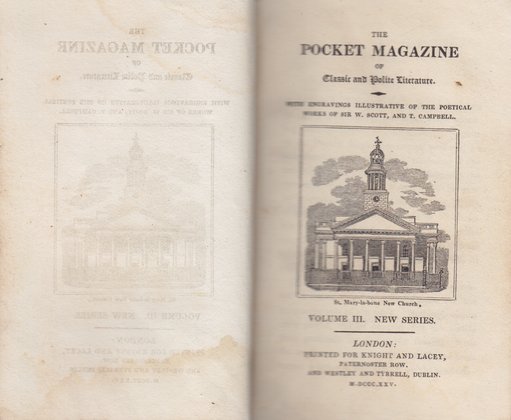 THE
POCKET MAGAZINE
OF
Classic and Polite Literature.
WITH ENGRAVINGS ILLUSTRATIVE OF THE POETICAL
WORKS OF SIR W. SCOTT, AND T. CAMPBELL.
St. Mary-la-bone New Church,
VOLUME III. NEW SERIES.
LONDON:
PRINTED FOR KNIGHT AND LACEY,
PATERNOSTER ROW.
AND WESTLEY AND TYRRELL, DUBLIN.
M·DCCC.XXV.